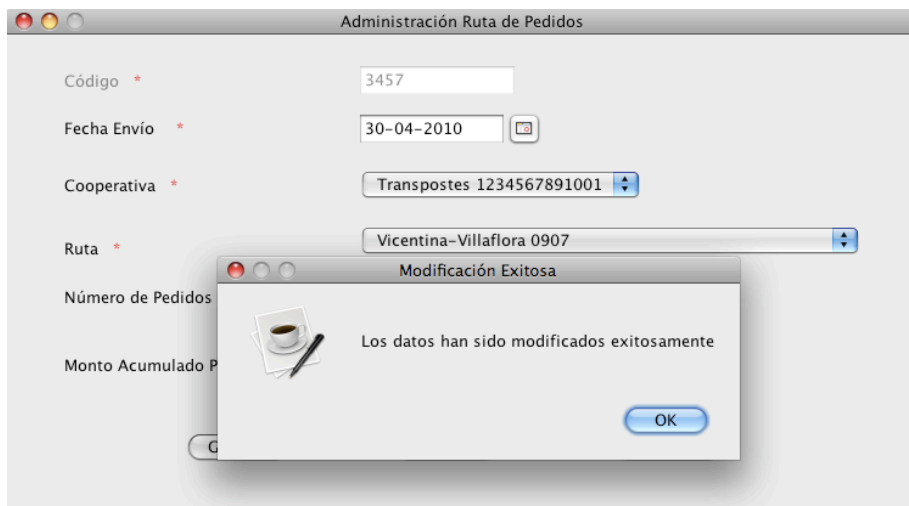 Administración Ruta de Pedidos
Código *
3457
Fecha Envío *
30-04-2010
Cooperativa *
Transpostes 1234567891001
Ruta *
Vicentina-Villaflora 0907
Modificación Exitosa
Número de Pedidos
Los datos han sido modificados exitosamente
Monto Acumulado P
OK
G